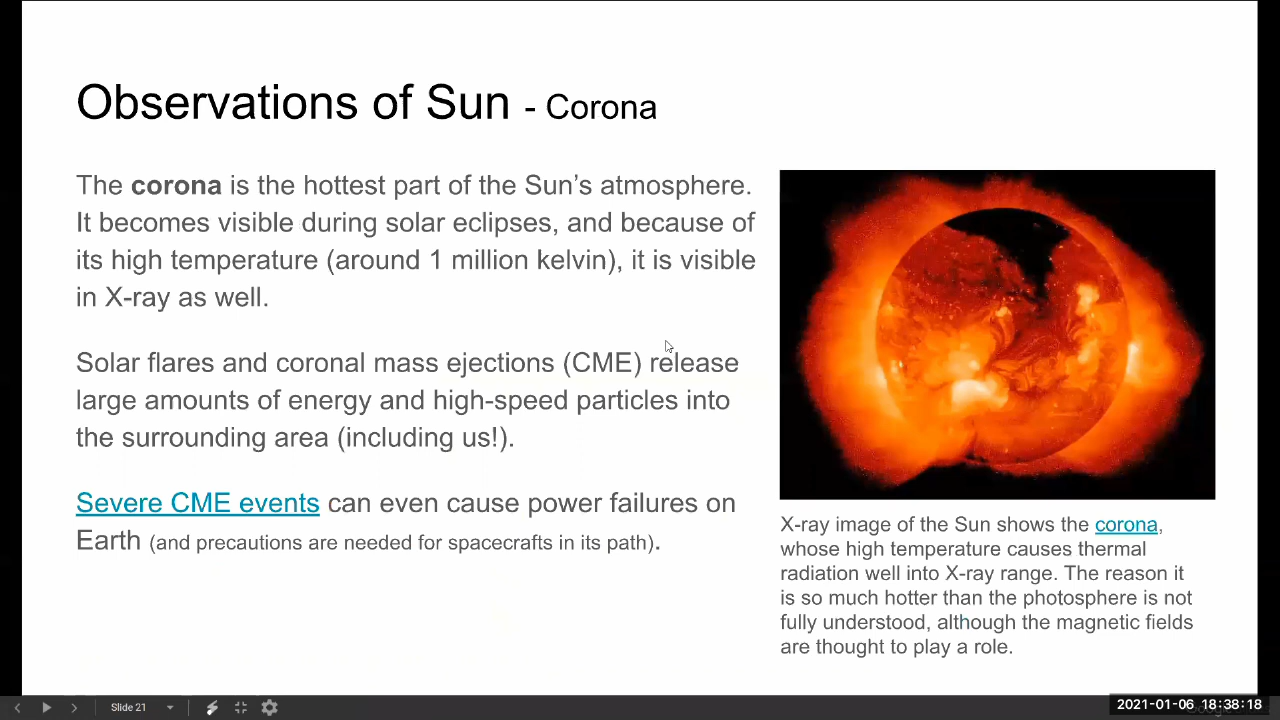 Observations of Sun - Corona
The corona is the hottest part of the Sun’s atmosphere.
It becomes visible during solar eclipses, and because of
its high temperature (around 1 million kelvin), it is visible
in X-ray as well.
Solar flares and coronal mass ejections (CME) release
large amounts of energy and high-speed particles into
the surrounding area (including us!).
Severe CME events can even cause power failures on
Earth (and precautions are needed for spacecrafts in its path).
X-ray image of the Sun shows the corona,
whose high temperature causes thermal
radiation well into X-ray range. The reason it
is so much hotter than the photosphere is not
fully understood, although the magnetic fields
are thought to play a role.
Slide 21
2021-01-06 18:38:18